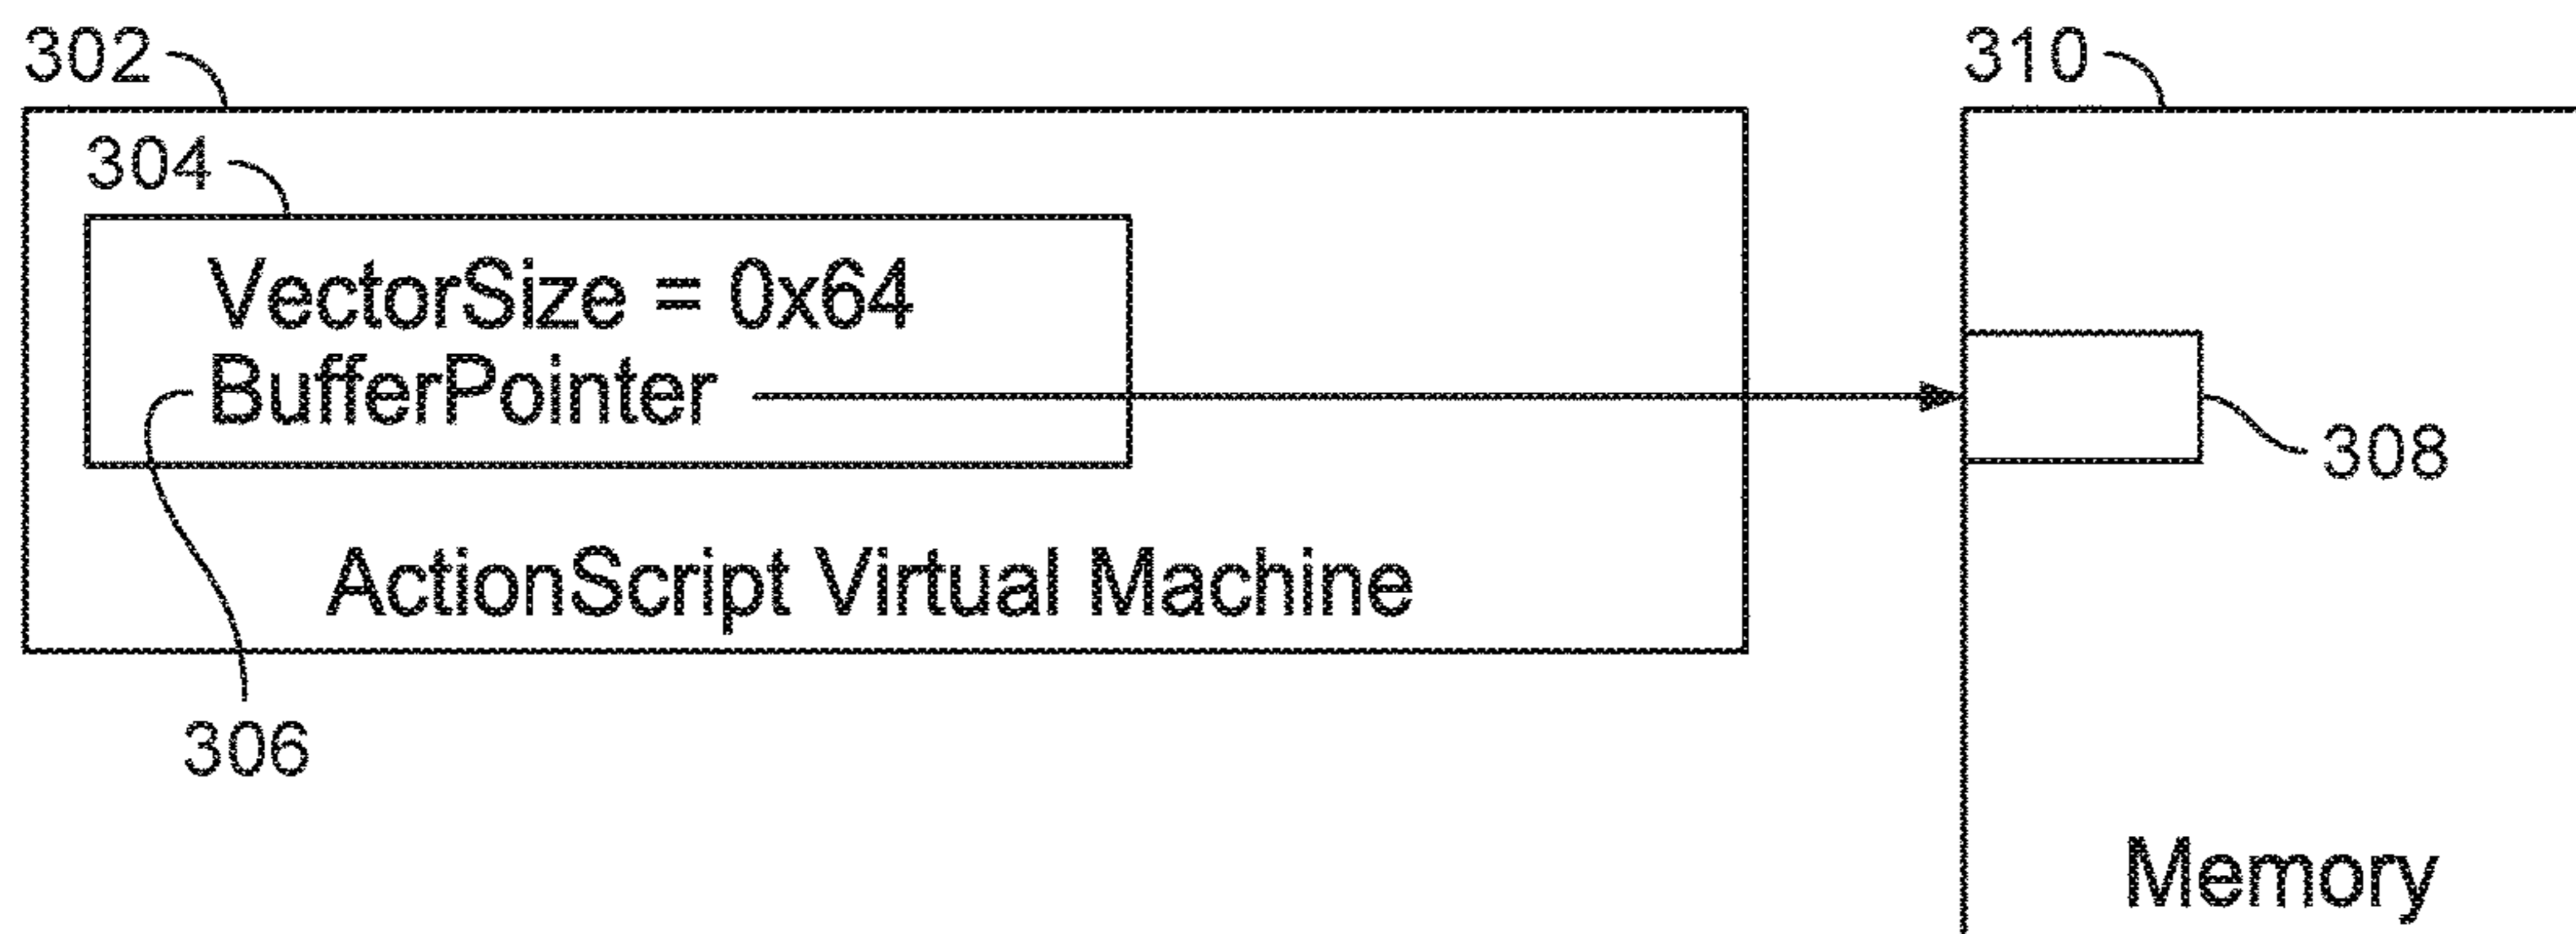 302
310
304
VectorSize = 0x64
BufferPointer
308
ActionScript Virtual Machine
306
Memory